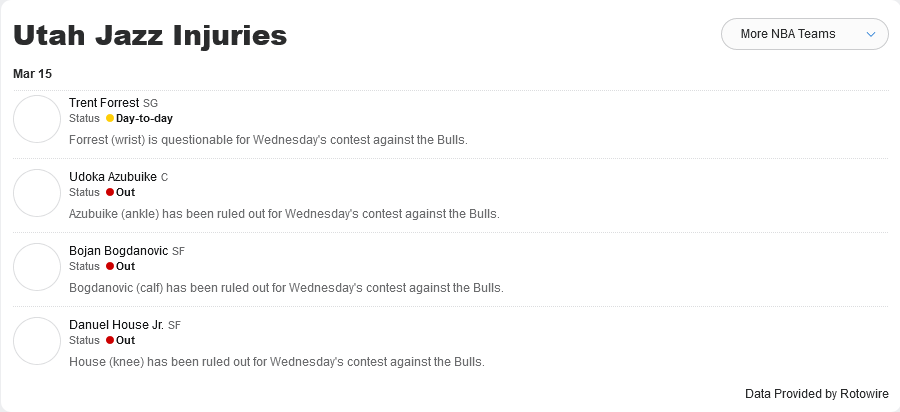 Utah Jazz Injuries
More NBA Teams
Mar 15
Trent Forrest SG
Status Day-to-day
Forrest (wrist) is questionable for Wednesday's contest against the Bulls.
Udoka Azubuike C
Status Out
Azubuike (ankle) has been ruled out for Wednesday's contest against the Bulls.
Bojan Bogdanovic SF
Status Out
Bogdanovic (calf) has been ruled out for Wednesday's contest against the Bulls.
Danuel House Jr. SF
Status Out
House (knee) has been ruled out for Wednesday's contest against the Bulls.
Data Provided by Rotowire